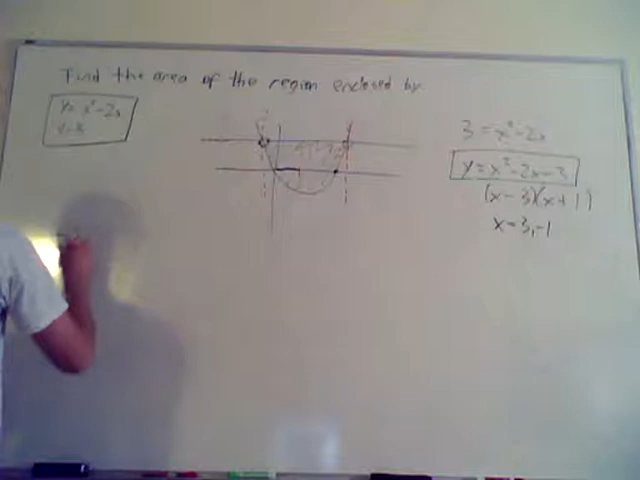 Find the area of the region enclosed by
y = x² - 2x
y = 3
3 = x² - 2x
y = x² - 2x - 3
(x - 3)(x + 1)
x = 3, -1